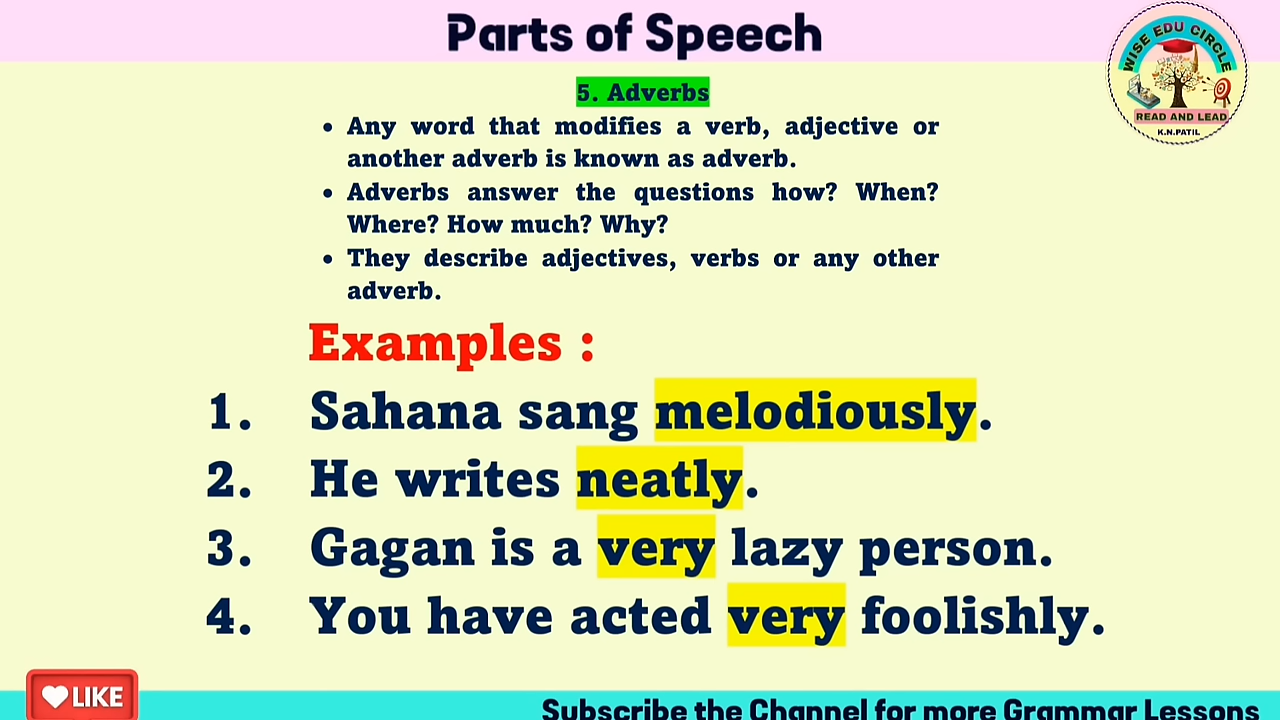 Parts of Speech
WISE EDU CIRCLE
READ AND LEAD
K.N.PATIL
5. Adverbs
• Any word that modifies a verb, adjective or
another adverb is known as adverb.
• Adverbs answer the questions how? When?
Where? How much? Why?
• They describe adjectives, verbs or any other
adverb.
Examples :
1. Sahana sang melodiously.
2. He writes neatly.
3. Gagan is a very lazy person.
4. You have acted very foolishly.
LIKE
Subscribe the Channel for more Grammar Lessons